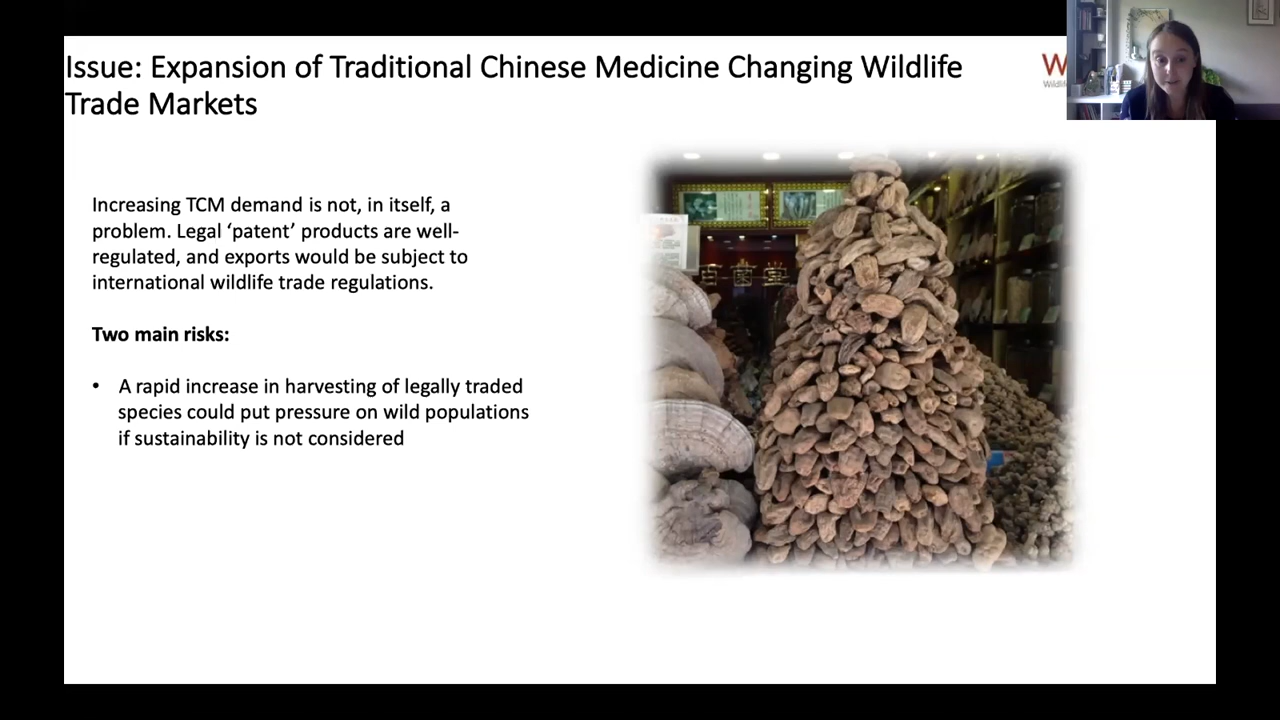 Issue: Expansion of Traditional Chinese Medicine Changing Wildlife
Trade Markets
Increasing TCM demand is not, in itself, a
problem. Legal ‘patent’ products are well-
regulated, and exports would be subject to
international wildlife trade regulations.
Two main risks:
• A rapid increase in harvesting of legally traded
species could put pressure on wild populations
if sustainability is not considered